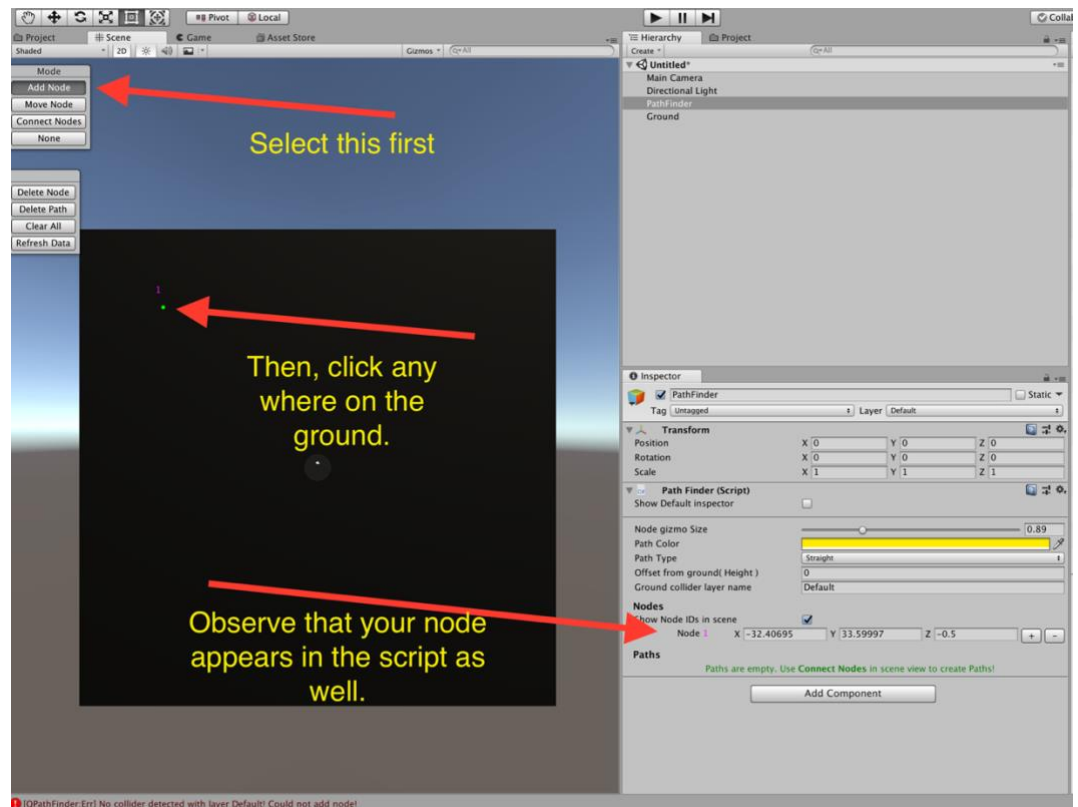 Pivot Local Collab
Project Scene Game Asset Store
Shaded 2D Gizmos All
Mode
Add Node
Move Node
Connect Nodes
None
Delete Node
Delete Path
Clear All
Refresh Data
Select this first
1
Then, click any
where on the
ground.
Observe that your node
appears in the script as
well.
Hierarchy Project
Create All
Untitled*
Main Camera
Directional Light
PathFinder
Ground
Inspector
PathFinder Static
Tag Untagged Layer Default
Transform
Position X 0 Y 0 Z 0
Rotation X 0 Y 0 Z 0
Scale X 1 Y 1 Z 1
Path Finder (Script)
Show Default inspector
Node gizmo Size 0.89
Path Color
Path Type Straight
Offset from ground( Height ) 0
Ground collider layer name Default
Nodes
Show Node IDs in scene
Node 1 X -32.40695 Y 33.59997 Z -0.5 + -
Paths
Paths are empty. Use Connect Nodes in scene view to create Paths!
Add Component
[QPathFinder:Err] No collider detected with layer Default! Could not add node!